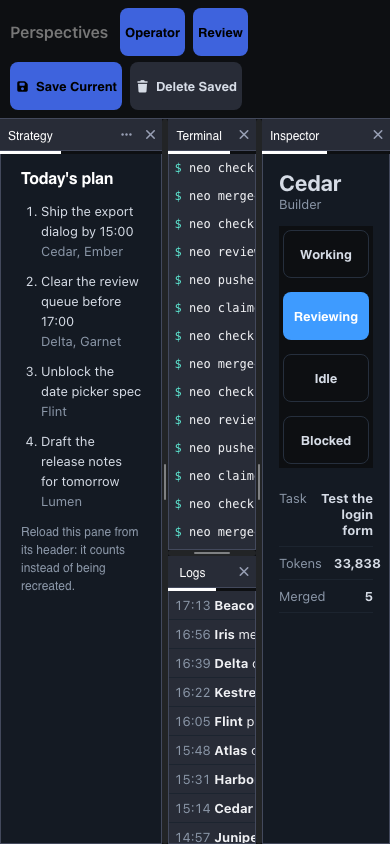 Perspectives
Operator
Review
Save Current
Delete Saved
Strategy
Today's plan
1. Ship the export
dialog by 15:00
Cedar, Ember
2. Clear the review
queue before
17:00
Delta, Garnet
3. Unblock the
date picker spec
Flint
4. Draft the
release notes
for tomorrow
Lumen
Reload this pane from
its header: it counts
instead of being
recreated.
Terminal
$ neo check
$ neo merge
$ neo check
$ neo review
$ neo pushe
$ neo claim
$ neo check
$ neo merge
$ neo check
$ neo review
$ neo pushe
$ neo claim
$ neo check
$ neo merge
Logs
17:13 Beaco
16:56 Iris me
16:39 Delta
16:22 Kestre
16:05 Flint p
15:48 Atlas
15:31 Harbo
15:14 Cedar
14:57 Junipe
Inspector
Cedar
Builder
Working
Reviewing
Idle
Blocked
Task Test the
login
form
Tokens 33,838
Merged 5